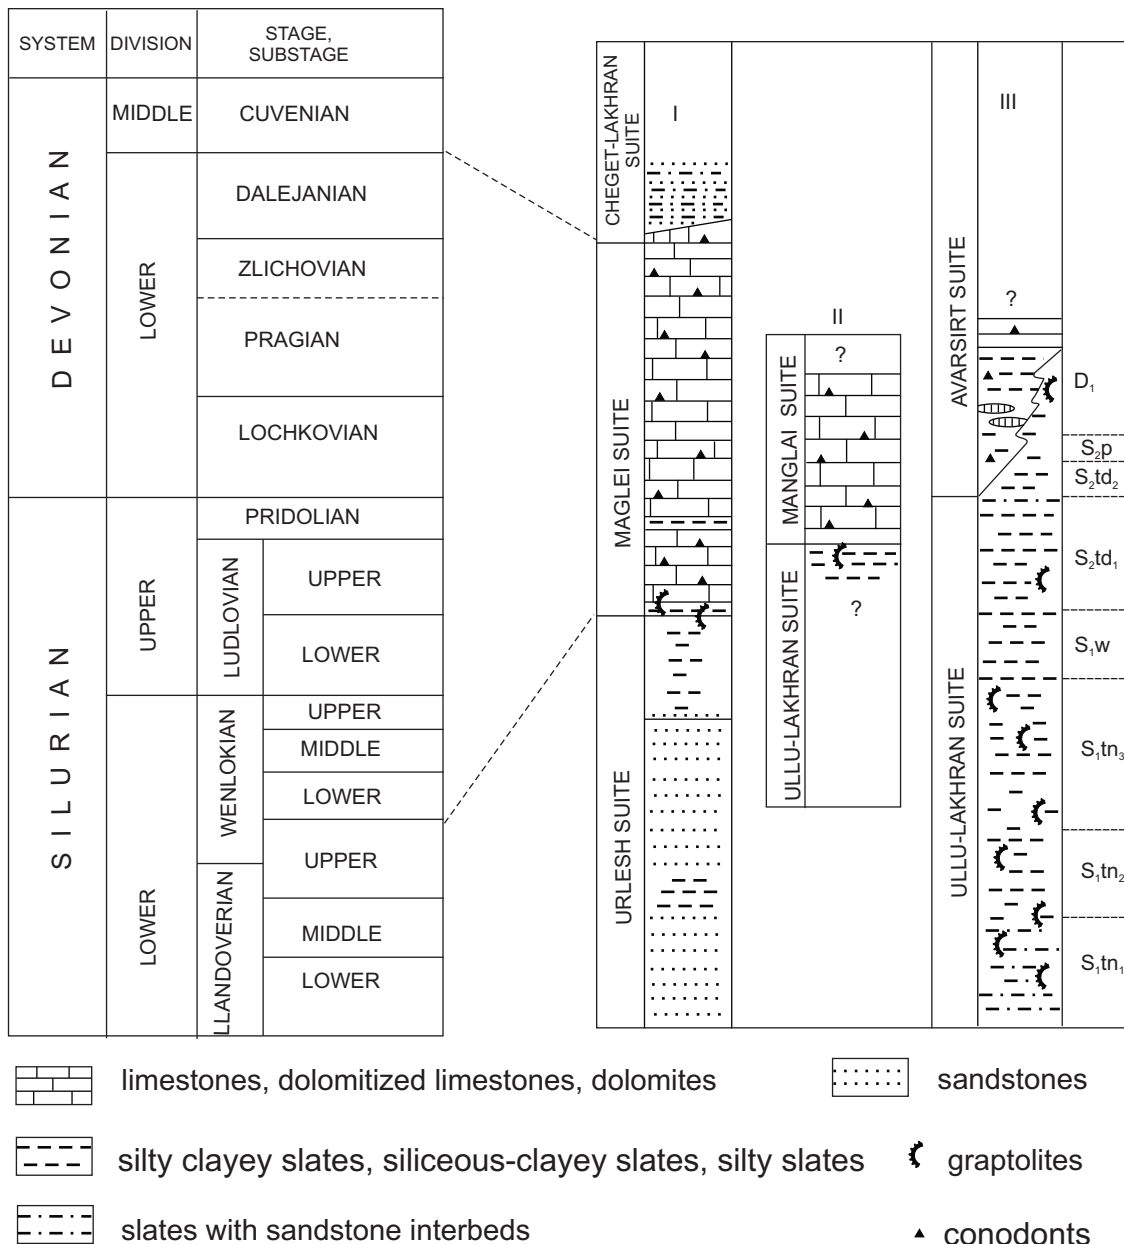 SYSTEM
DIVISION
STAGE,
SUBSTAGE
DEVONIAN
MIDDLE
CUVENIAN
LOWER
DALEJANIAN
ZLICHOVIAN
PRAGIAN
LOCHKOVIAN
SILURIAN
UPPER
PRIDOLIAN
LUDLOVIAN
UPPER
LOWER
LOWER
WENLOKIAN
UPPER
MIDDLE
LOWER
LLANDOVERIAN
UPPER
MIDDLE
LOWER
CHEGET-LAKHRAN
SUITE
I
MAGLEI SUITE
URLESH SUITE
II
MANGLAI SUITE
?
ULLU-LAKHRAN SUITE
?
III
AVARSIRT SUITE
?
ULLU-LAKHRAN SUITE
D₁
S₂p
S₂td₂
S₂td₁
S₁w
S₁tn₃
S₁tn₂
S₁tn₁
limestones, dolomitized limestones, dolomites
sandstones
silty clayey slates, siliceous-clayey slates, silty slates
graptolites
slates with sandstone interbeds
conodonts